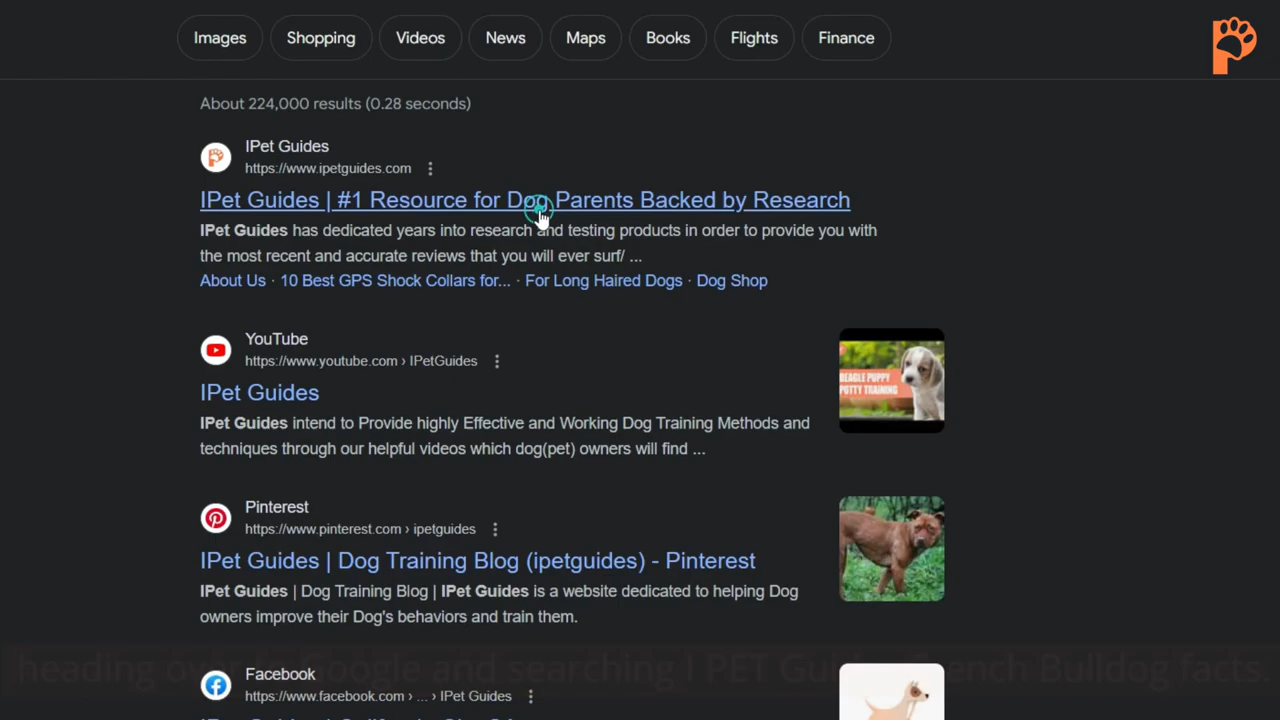 Images Shopping Videos News Maps Books Flights Finance
About 224,000 results (0.28 seconds)
IPet Guides
https://www.ipetguides.com
IPet Guides | #1 Resource for Dog Parents Backed by Research
IPet Guides has dedicated years into research and testing products in order to provide you with
the most recent and accurate reviews that you will ever surf/ ...
About Us · 10 Best GPS Shock Collars for... · For Long Haired Dogs · Dog Shop
YouTube
https://www.youtube.com › IPetGuides
IPet Guides
IPet Guides intend to Provide highly Effective and Working Dog Training Methods and
techniques through our helpful videos which dog(pet) owners will find ...
BEAGLE PUPPY
POTTY TRAINING
Pinterest
https://www.pinterest.com › ipetguides
IPet Guides | Dog Training Blog (ipetguides) - Pinterest
IPet Guides | Dog Training Blog | IPet Guides is a website dedicated to helping Dog
owners improve their Dog's behaviors and train them.
heading over Google and searching I PET French Bulldog facts.
Facebook
https://www.facebook.com › ... › IPet Guides